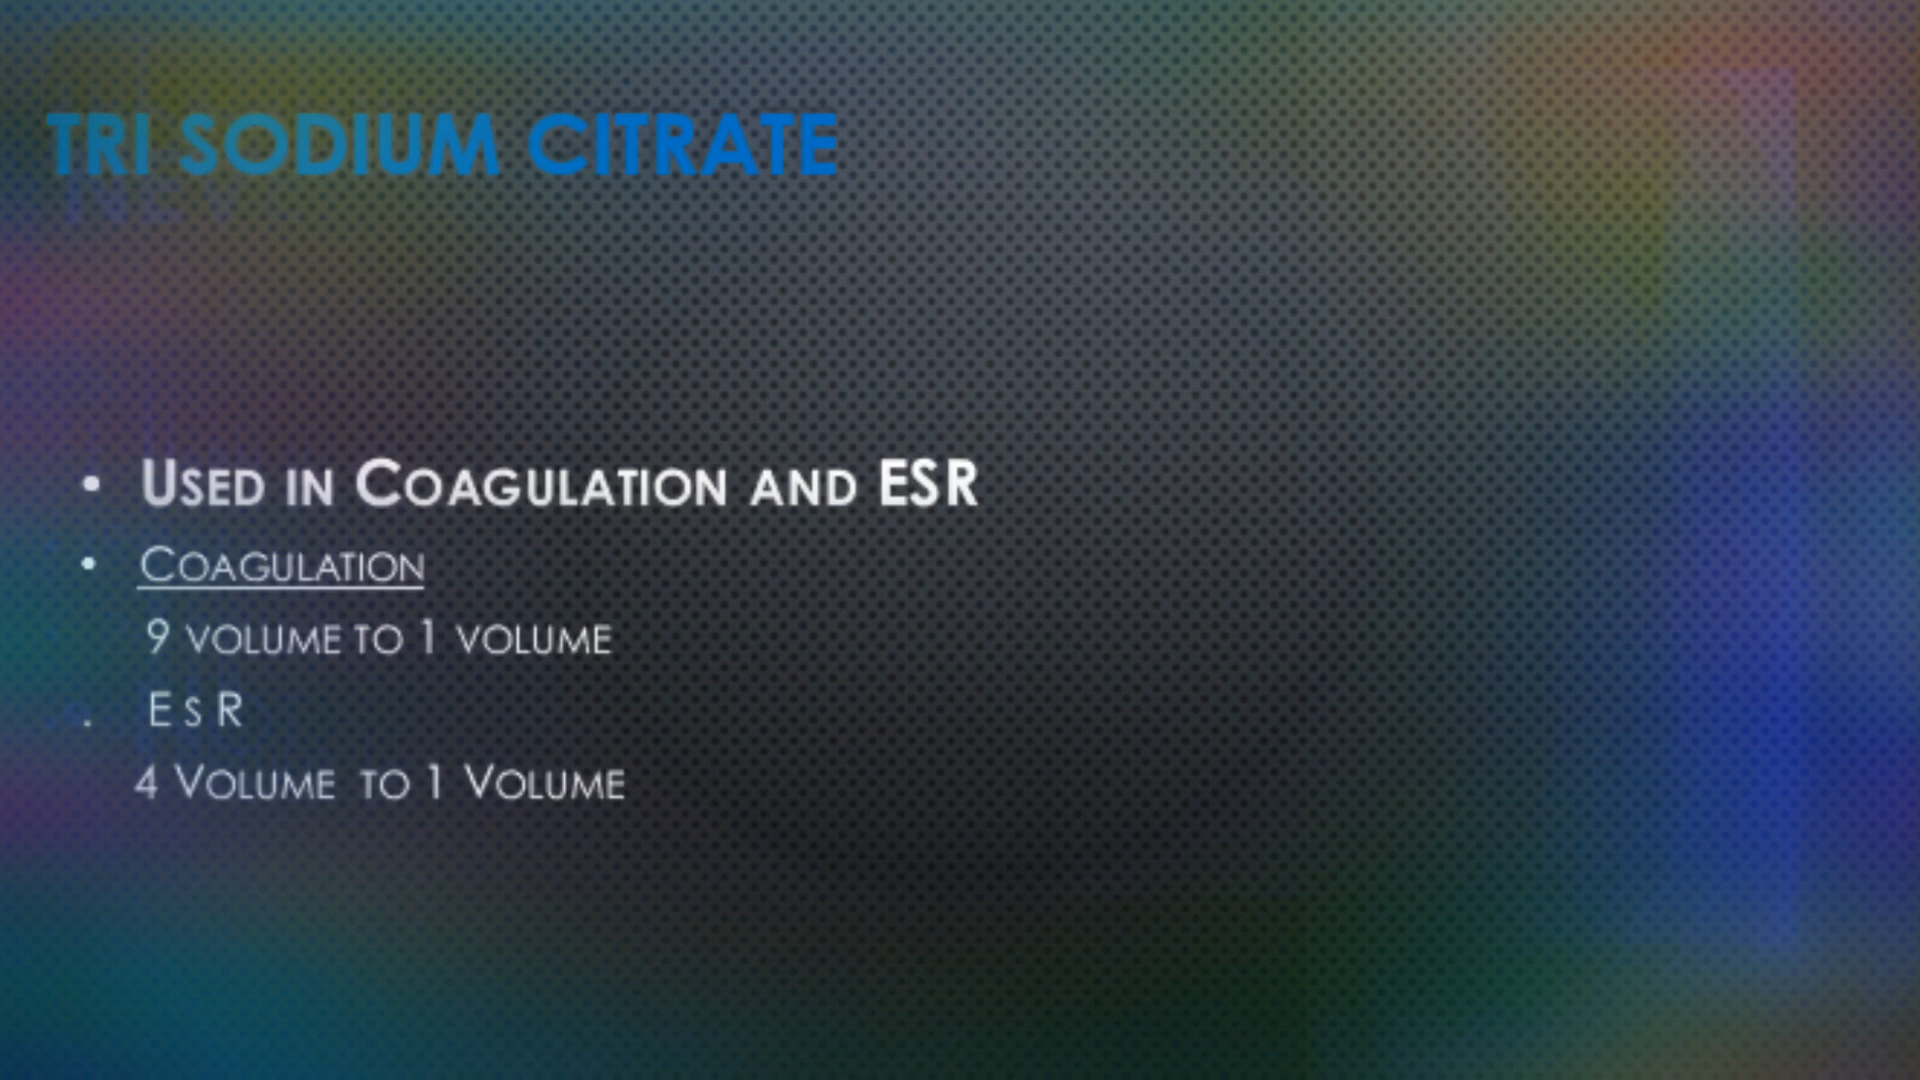 TRI SODIUM CITRATE
• USED IN COAGULATION AND ESR
• COAGULATION
9 VOLUME TO 1 VOLUME
. E S R
4 VOLUME TO 1 VOLUME